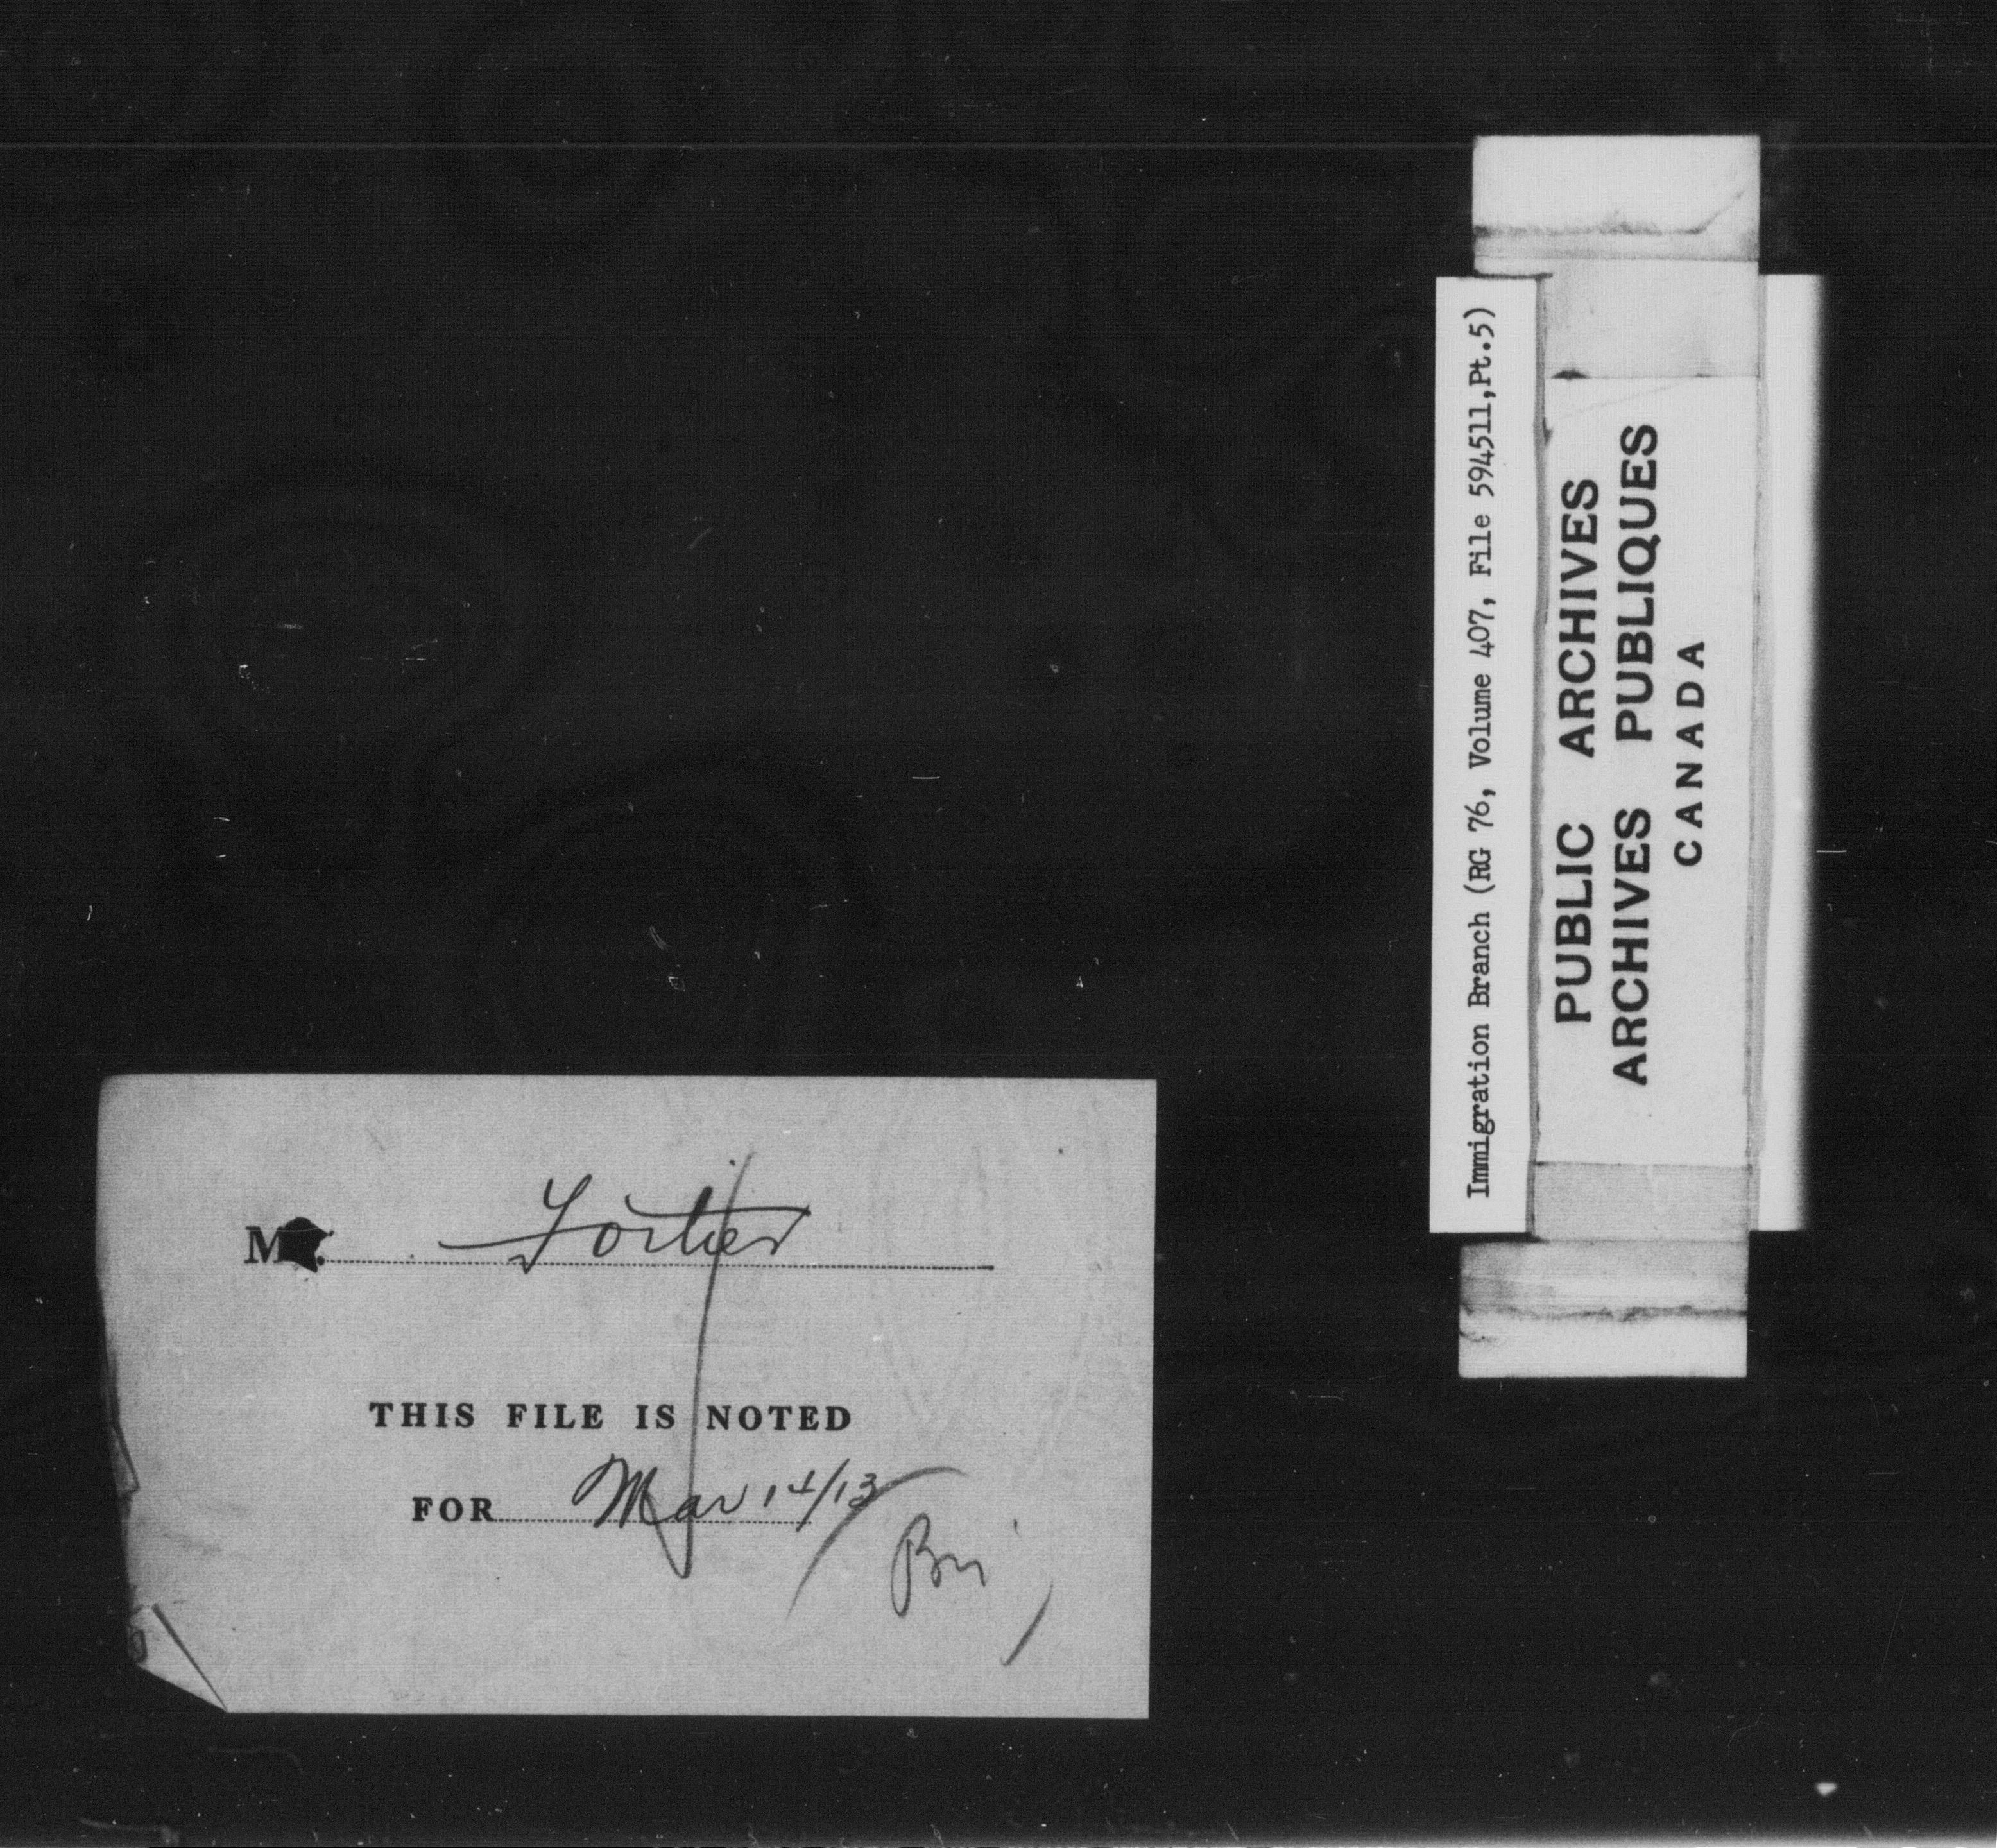 M. Fortier
THIS FILE IS NOTED
FOR Mar 14/13
Immigration Branch (RG 76, Volume 407, File 594511,Pt.5)
PUBLIC ARCHIVES
ARCHIVES PUBLIQUES
CANADA